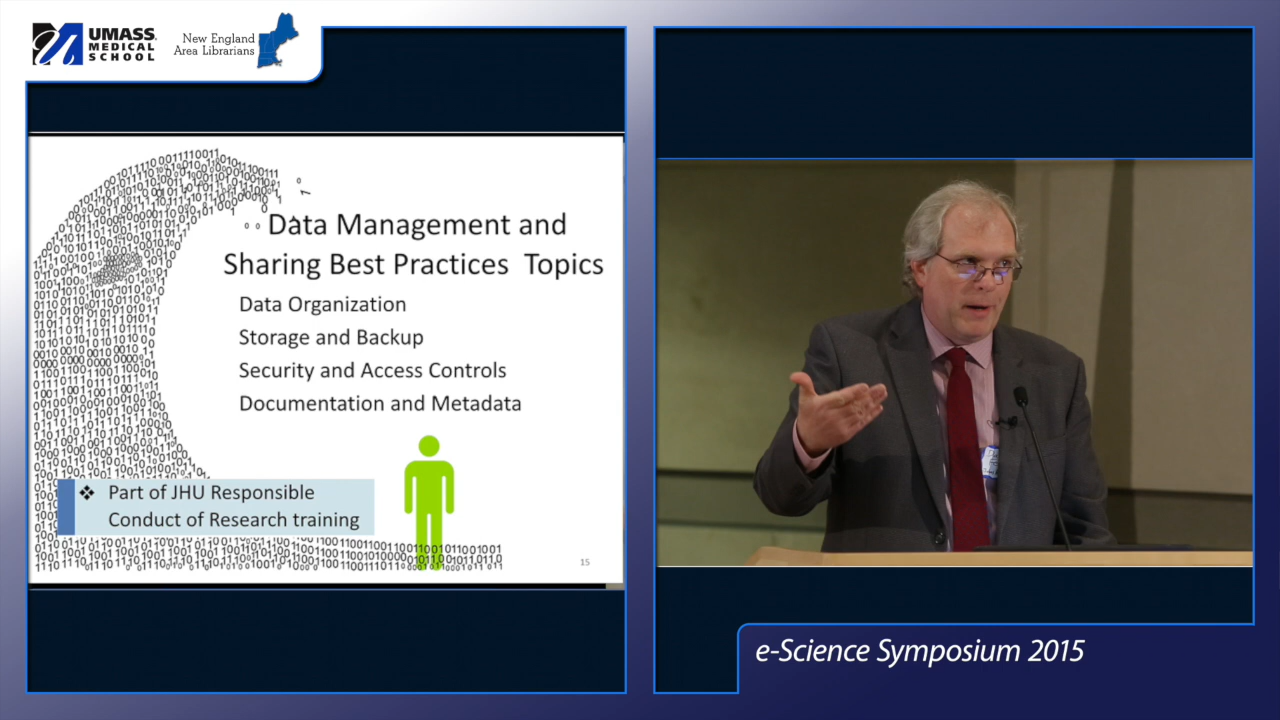 UMASS
MEDICAL
SCHOOL
New England
Area Librarians
Data Management and
Sharing Best Practices Topics
Data Organization
Storage and Backup
Security and Access Controls
Documentation and Metadata
❖ Part of JHU Responsible
Conduct of Research training
15
e-Science Symposium 2015